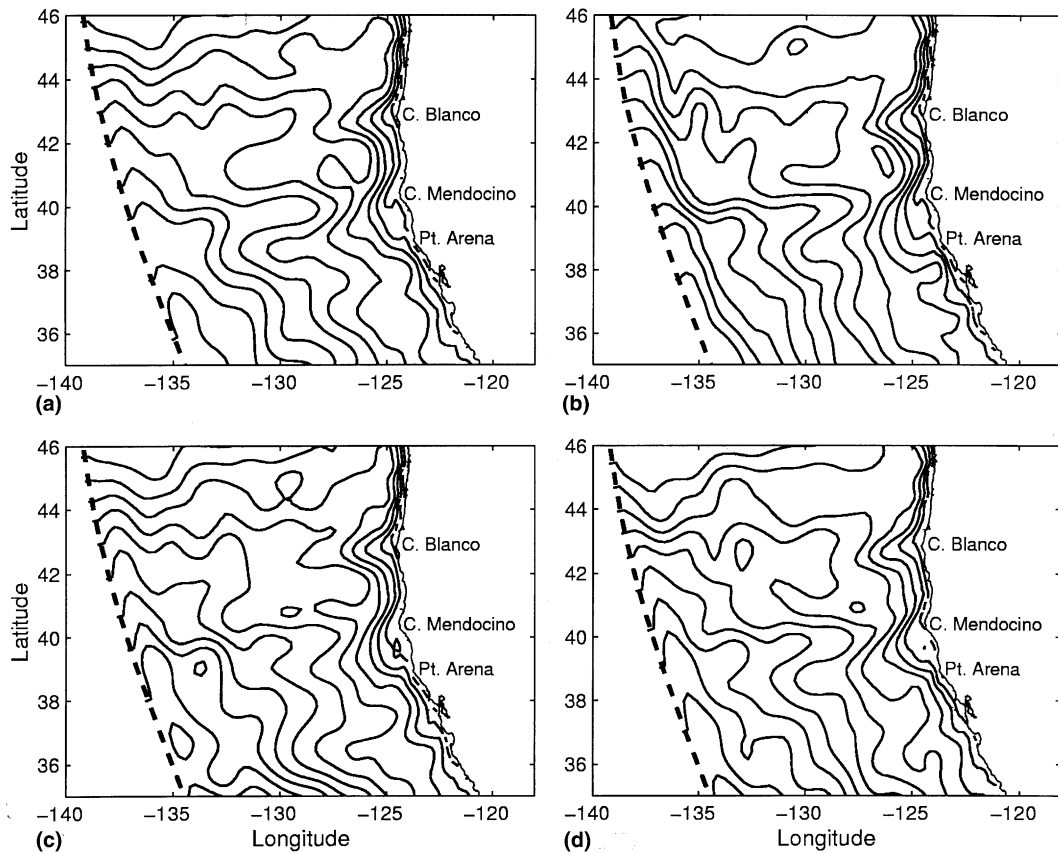 46
44
42
40
38
36
Latitude
C. Blanco
C. Mendocino
Pt. Arena
−140
−135
−130
−125
−120
(a)
46
44
42
40
38
36
C. Blanco
C. Mendocino
Pt. Arena
−140
−135
−130
−125
−120
(b)
46
44
42
40
38
36
Latitude
C. Blanco
C. Mendocino
Pt. Arena
−140
−135
−130
−125
−120
(c)
Longitude
46
44
42
40
38
36
C. Blanco
C. Mendocino
Pt. Arena
−140
−135
−130
−125
−120
(d)
Longitude